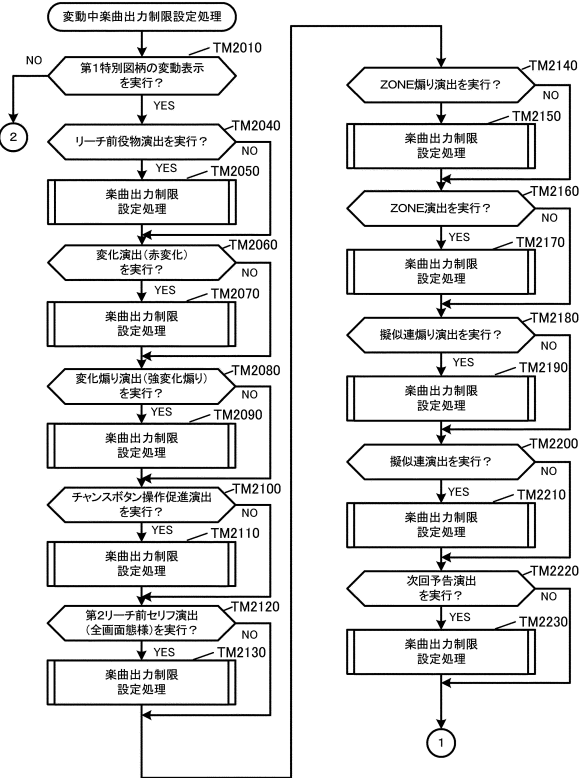 変動中楽曲出力制限設定処理
TM2010
第１特別図柄の変動表示
を実行？
NO
YES
2
TM2040
リーチ前役物演出を実行？
NO
YES
TM2050
楽曲出力制限
設定処理
TM2060
変化演出(赤変化)
を実行？
NO
YES
TM2070
楽曲出力制限
設定処理
TM2080
変化煽り演出(強変化煽り)
を実行？
NO
YES
TM2090
楽曲出力制限
設定処理
TM2100
チャンスボタン操作促進演出
を実行？
NO
YES
TM2110
楽曲出力制限
設定処理
TM2120
第２リーチ前セリフ演出
(全画面態様)を実行？
NO
YES
TM2130
楽曲出力制限
設定処理
TM2140
ＺＯＮＥ煽り演出を実行？
NO
TM2150
楽曲出力制限
設定処理
TM2160
ＺＯＮＥ演出を実行？
NO
YES
TM2170
楽曲出力制限
設定処理
TM2180
擬似連煽り演出を実行？
NO
YES
TM2190
楽曲出力制限
設定処理
TM2200
擬似連演出を実行？
NO
YES
TM2210
楽曲出力制限
設定処理
TM2220
次回予告演出
を実行？
NO
YES
TM2230
楽曲出力制限
設定処理
1